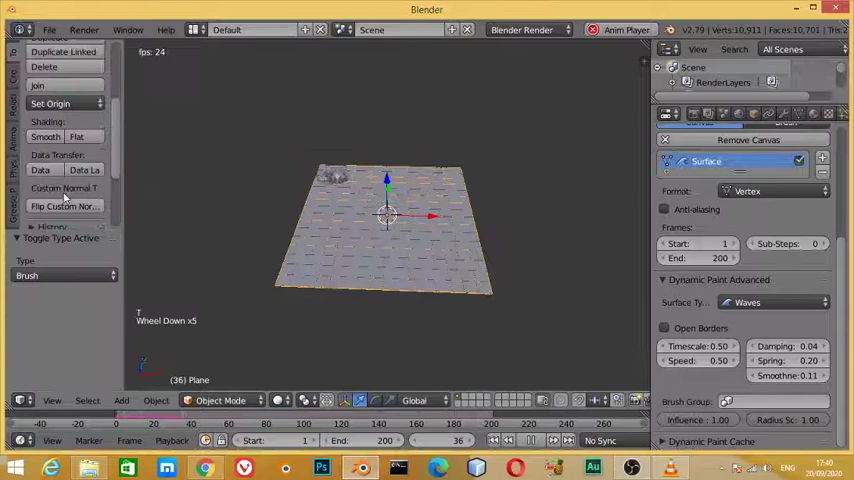 Blender
File Render Window Help Default Scene Blender Render Anim Player v2.79 | Verts:10,911 | Faces:10,701 | Tris:2
Duplicate Linked
Delete
Join
Set Origin
Shading:
Smooth Flat
Data Transfer:
Data Data La
Custom Normal T
Flip Custom Nor...
History
Toggle Type Active
Type
Brush
fps: 24
T
Wheel Down x5
(36) Plane
View Select Add Object Object Mode Global
-40 -20 0 20 40 60 80 100 120 140 160 180 200 220 240 260
View Marker Frame Playback Start: 1 End: 200 36 No Sync
View Search All Scenes
Scene
RenderLayers
Remove Canvas
Surface
Format: Vertex
Anti-aliasing
Frames:
Start: 1 Sub-Steps: 0
End: 200
Dynamic Paint Advanced
Surface Ty... Waves
Open Borders
Timescale: 0.50 Damping: 0.04
Speed: 0.50 Spring: 0.20
Smoothne: 0.11
Brush Group:
Influence : 1.00 Radius Sc: 1.00
Dynamic Paint Cache
ENG 17:40
20/09/2020